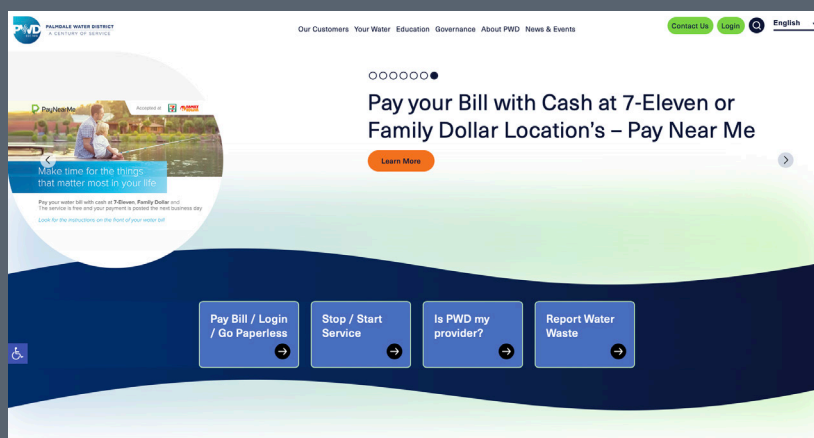 PWD
PALMDALE WATER DISTRICT
A CENTURY OF SERVICE
Our Customers Your Water Education Governance About PWD News & Events
Contact Us
Login
English
PayNearMe
Accepted at
FAMILY DOLLAR
Make time for the things
that matter most in your life
Pay your water bill with cash at 7-Eleven, Family Dollar and
The service is free and your payment is posted the next business day
Look for the instructions on the front of your water bill
Pay your Bill with Cash at 7-Eleven or
Family Dollar Location's – Pay Near Me
Learn More
Pay Bill / Login
/ Go Paperless
Stop / Start
Service
Is PWD my
provider?
Report Water
Waste